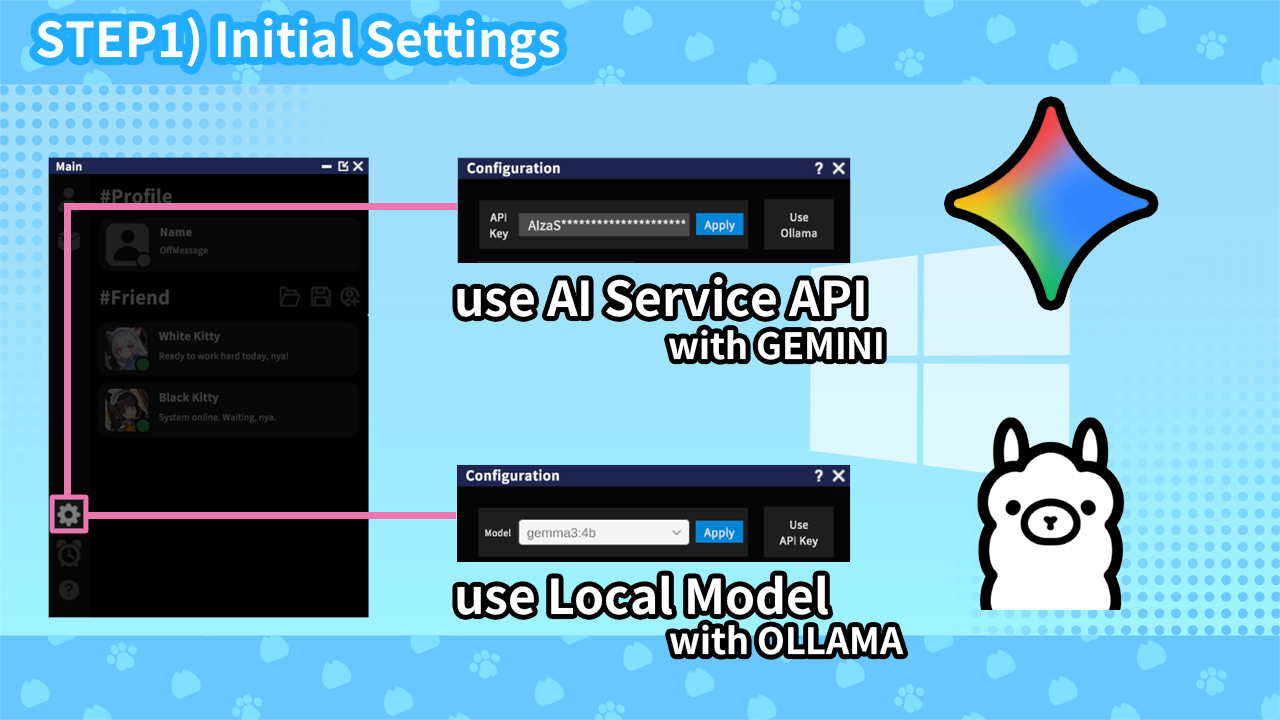 STEP1) Initial Settings
Main
#Profile
Name
OffMessage
#Friend
White Kitty
Ready to work hard today, nya!
Black Kitty
System online. Waiting, nya.
Configuration
?
API
Key
AIzaS**********************
Apply
Use
Ollama
use AI Service API
with GEMINI
Configuration
?
Model
gemma3:4b
Apply
Use
API Key
use Local Model
with OLLAMA
?